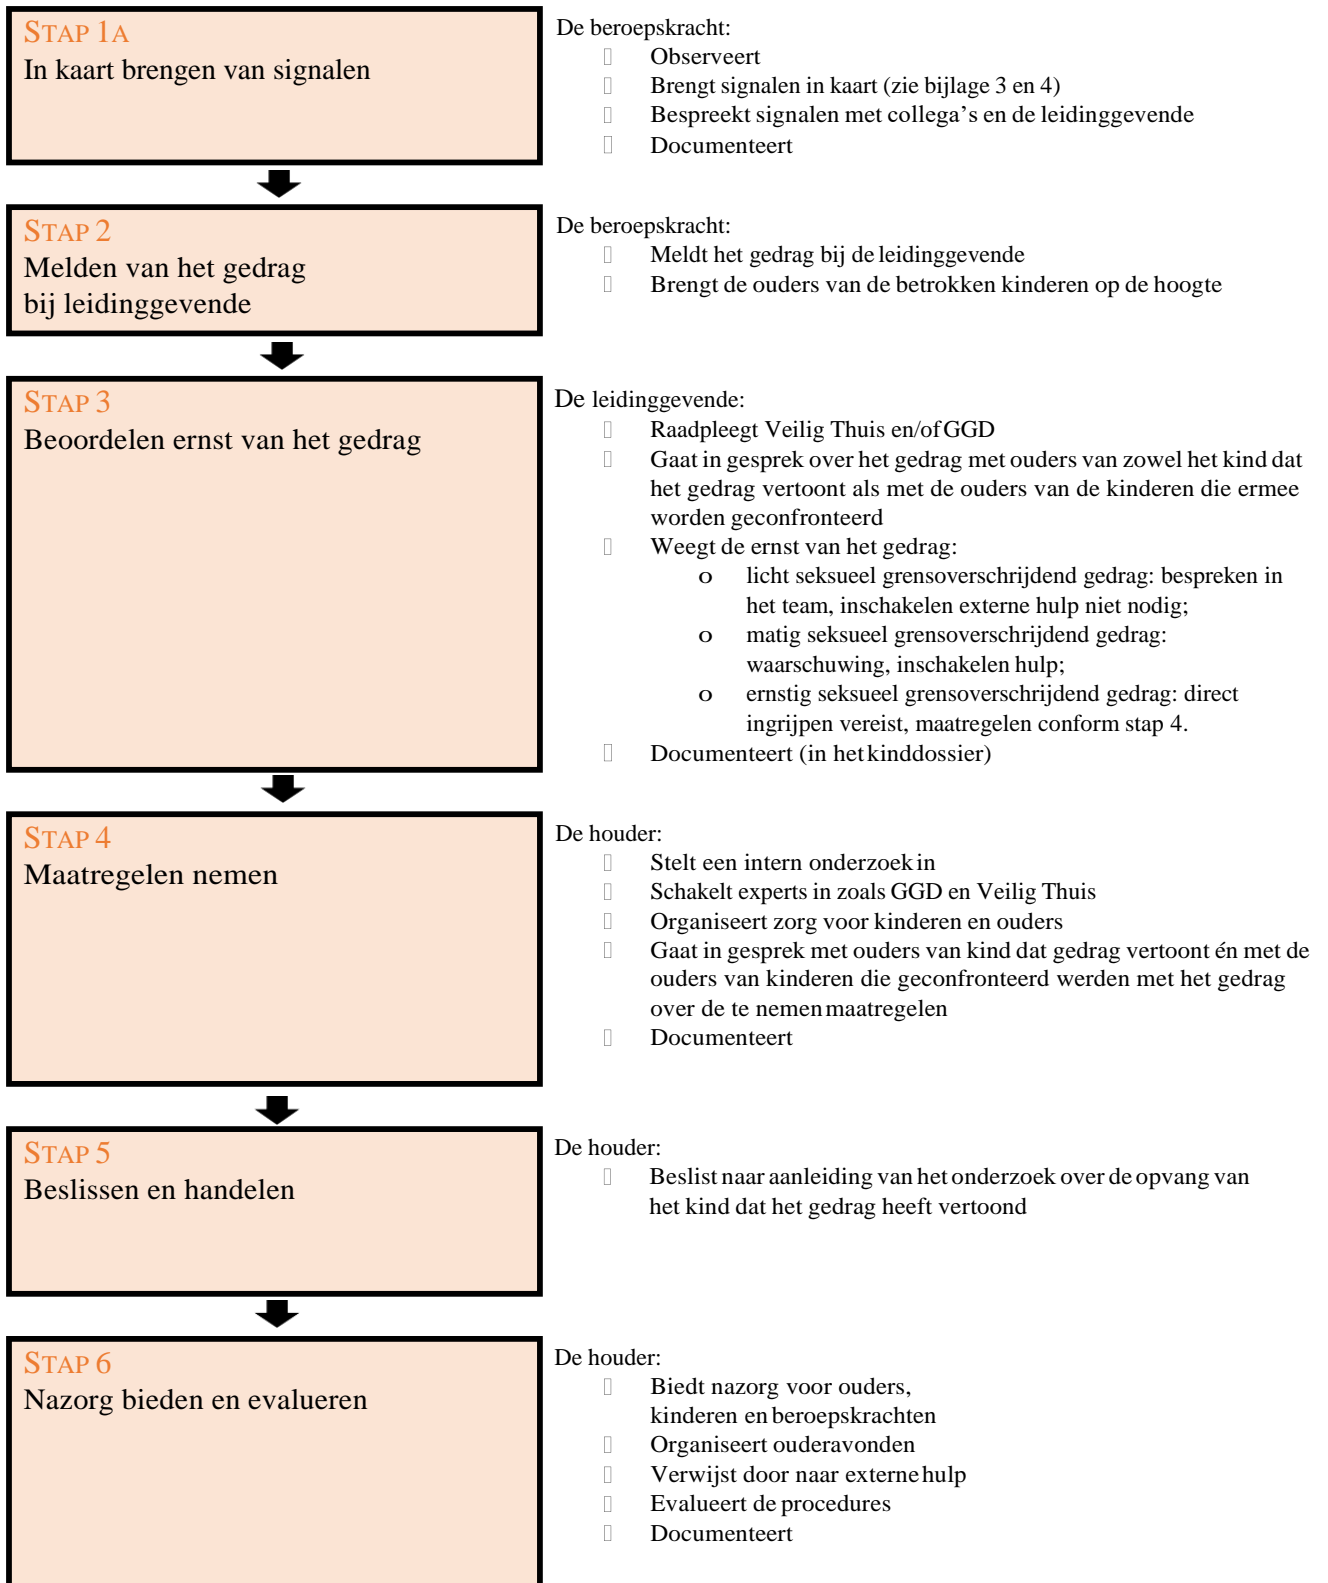 STAP 1A
In kaart brengen van signalen
De beroepskracht:
Observeert
Brengt signalen in kaart (zie bijlage 3 en 4)
Bespreekt signalen met collega’s en de leidinggevende
Documenteert
STAP 2
Melden van het gedrag
bij leidinggevende
De beroepskracht:
Meldt het gedrag bij de leidinggevende
Brengt de ouders van de betrokken kinderen op de hoogte
STAP 3
Beoordelen ernst van het gedrag
De leidinggevende:
Raadpleegt Veilig Thuis en/of GGD
Gaat in gesprek over het gedrag met ouders van zowel het kind dat
het gedrag vertoont als met de ouders van de kinderen die ermee
worden geconfronteerd
Weegt de ernst van het gedrag:
o licht seksueel grensoverschrijdend gedrag: bespreken in
het team, inschakelen externe hulp niet nodig;
o matig seksueel grensoverschrijdend gedrag:
waarschuwing, inschakelen hulp;
o ernstig seksueel grensoverschrijdend gedrag: direct
ingrijpen vereist, maatregelen conform stap 4.
Documenteert (in het kinddossier)
STAP 4
Maatregelen nemen
De houder:
Stelt een intern onderzoek in
Schakelt experts in zoals GGD en Veilig Thuis
Organiseert zorg voor kinderen en ouders
Gaat in gesprek met ouders van kind dat gedrag vertoont én met de
ouders van kinderen die geconfronteerd werden met het gedrag
over de te nemen maatregelen
Documenteert
STAP 5
Beslissen en handelen
De houder:
Beslist naar aanleiding van het onderzoek over de opvang van
het kind dat het gedrag heeft vertoond
STAP 6
Nazorg bieden en evalueren
De houder:
Biedt nazorg voor ouders,
kinderen en beroepskrachten
Organiseert ouderavonden
Verwijst door naar externe hulp
Evalueert de procedures
Documenteert